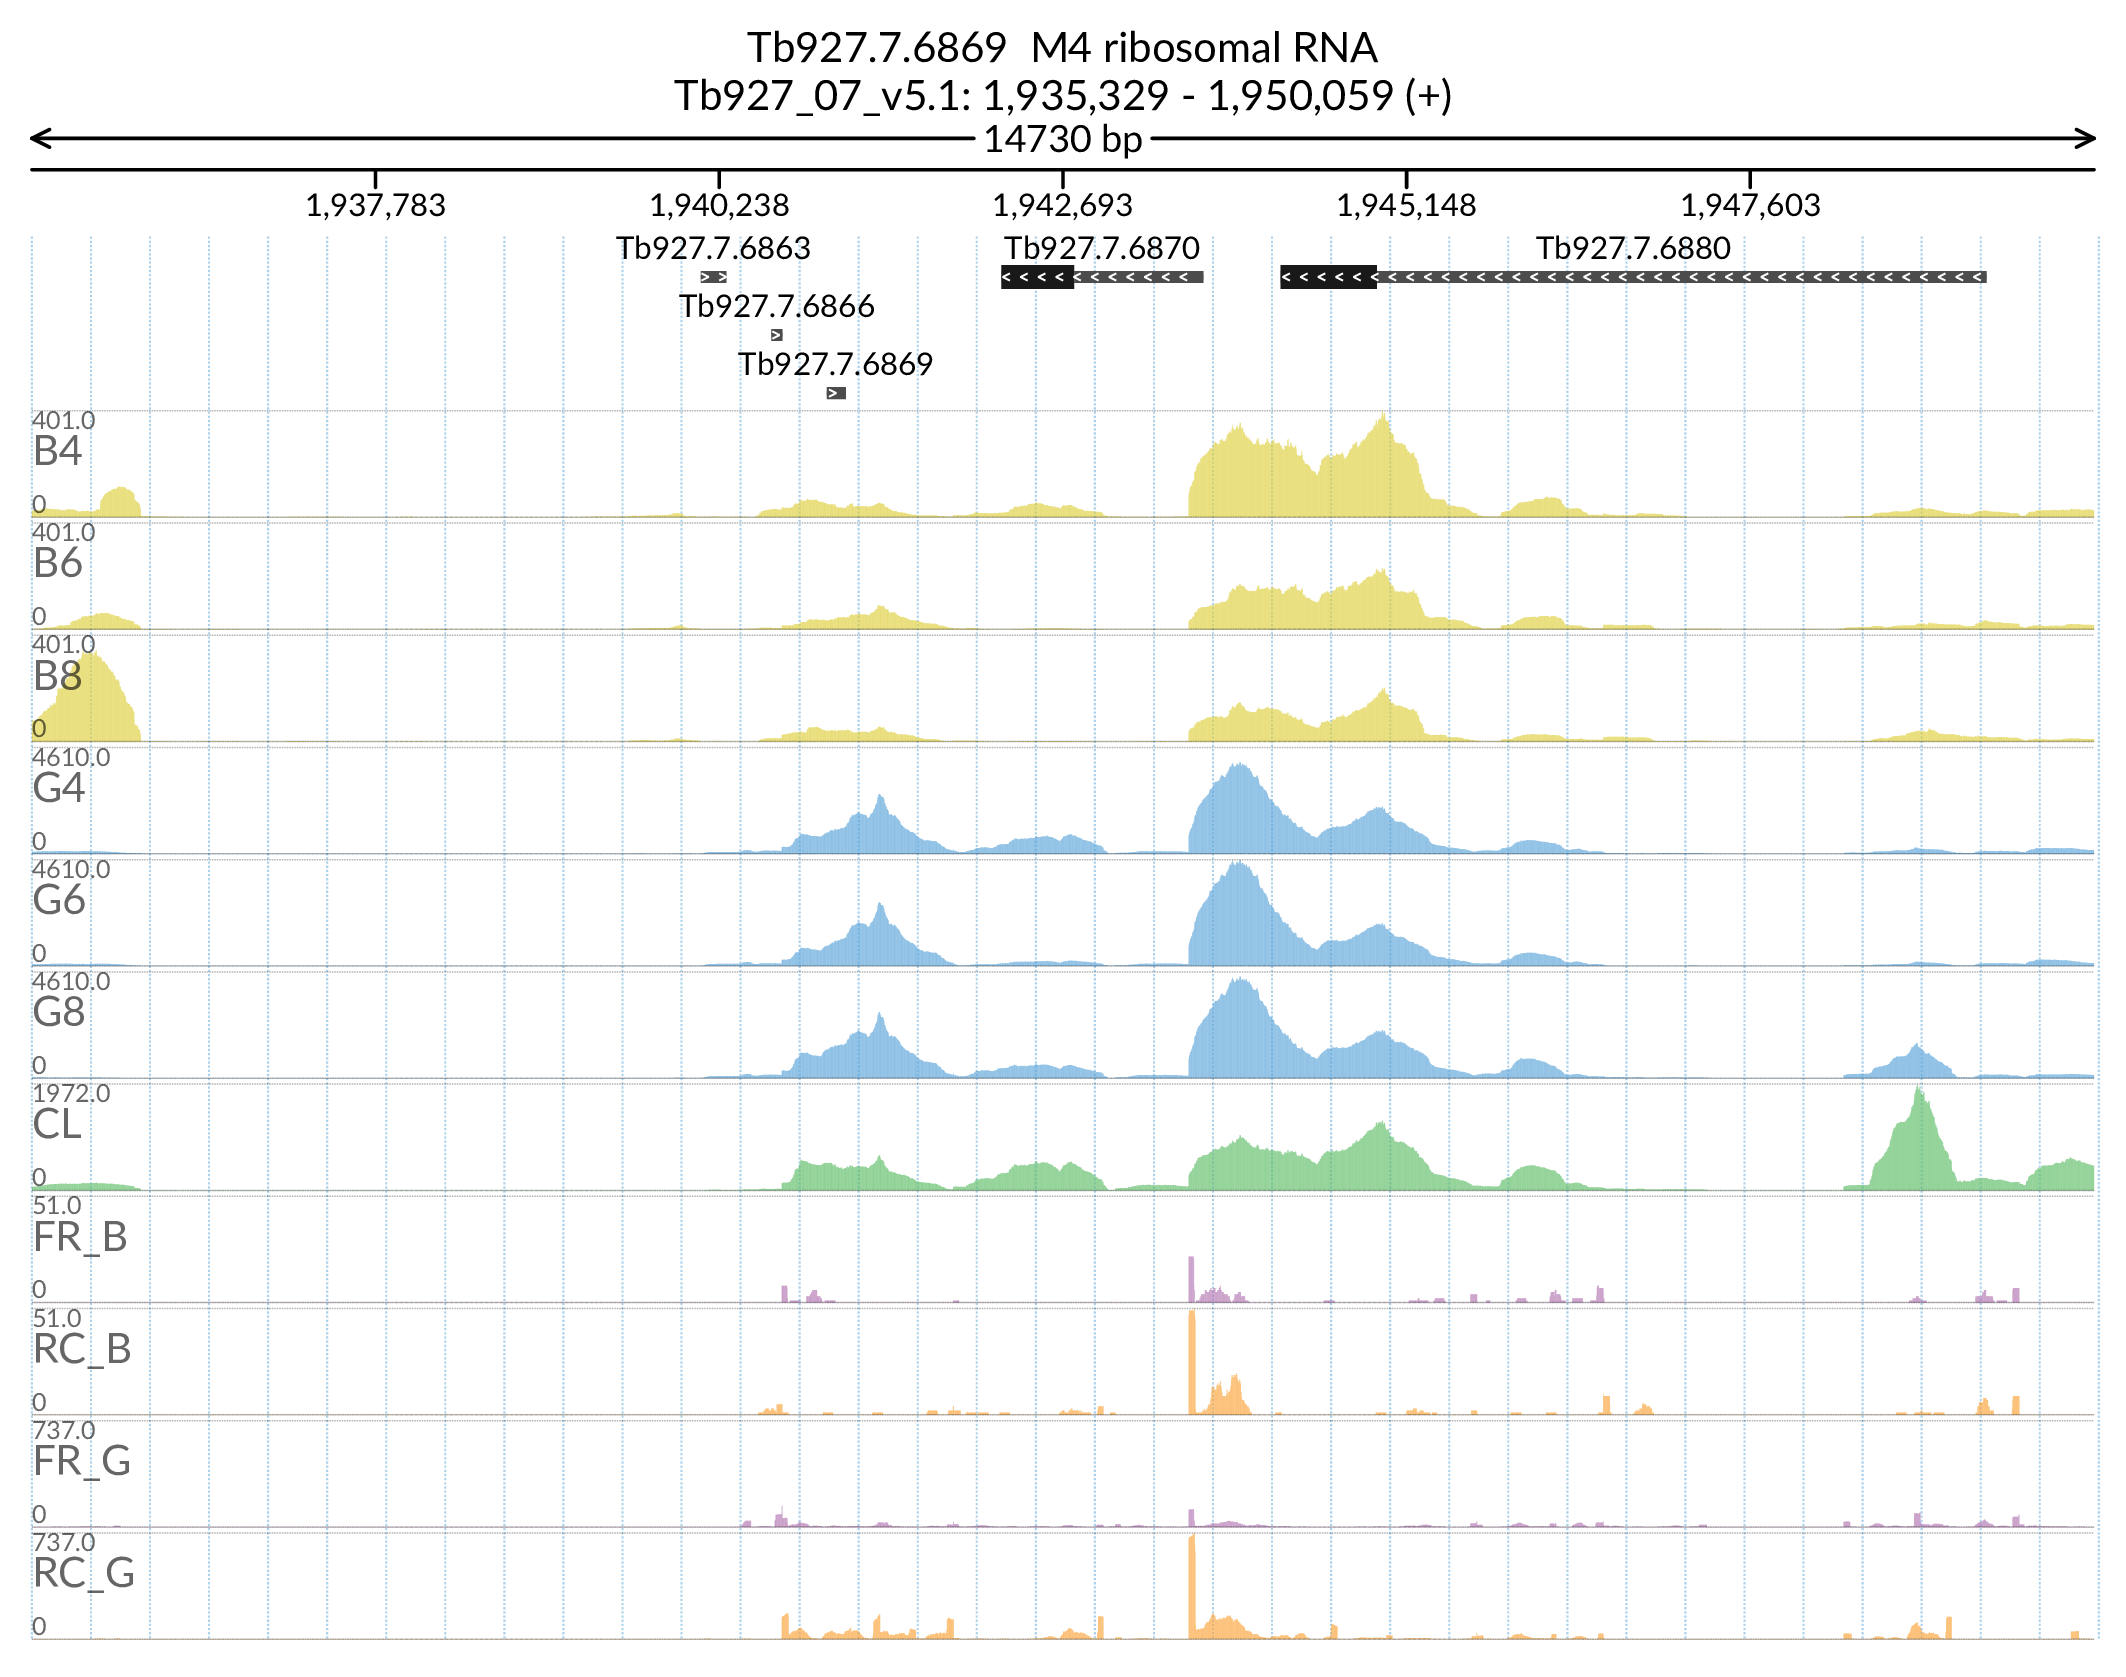 Tb927.7.6869  M4 ribosomal RNA
Tb927_07_v5.1: 1,935,329 - 1,950,059 (+)
14730 bp
1,937,783 1,940,238 1,942,693 1,945,148 1,947,603
Tb927.7.6863 Tb927.7.6870 Tb927.7.6880
Tb927.7.6866
Tb927.7.6869
401.0
B4
0
401.0
B6
0
401.0
B8
0
4610.0
G4
0
4610.0
G6
0
4610.0
G8
0
1972.0
CL
0
51.0
FR_B
0
51.0
RC_B
0
737.0
FR_G
0
737.0
RC_G
0